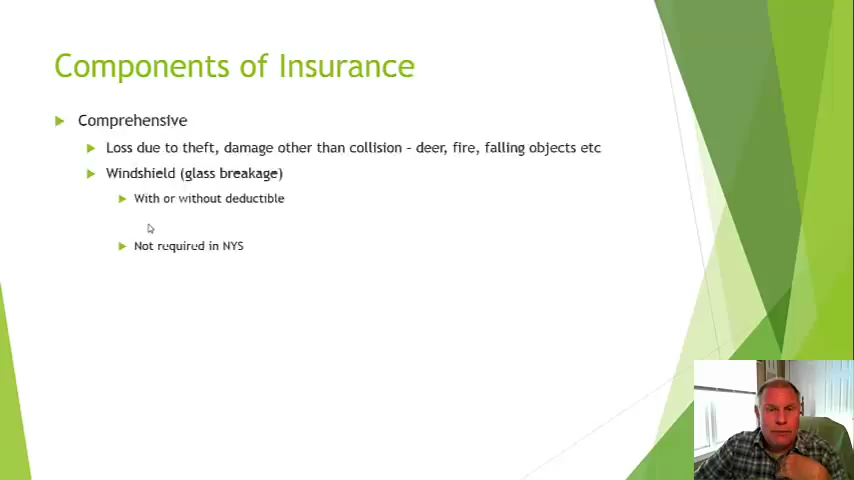 Components of Insurance
Comprehensive
Loss due to theft, damage other than collision – deer, fire, falling objects etc
Windshield (glass breakage)
With or without deductible
Not required in NYS